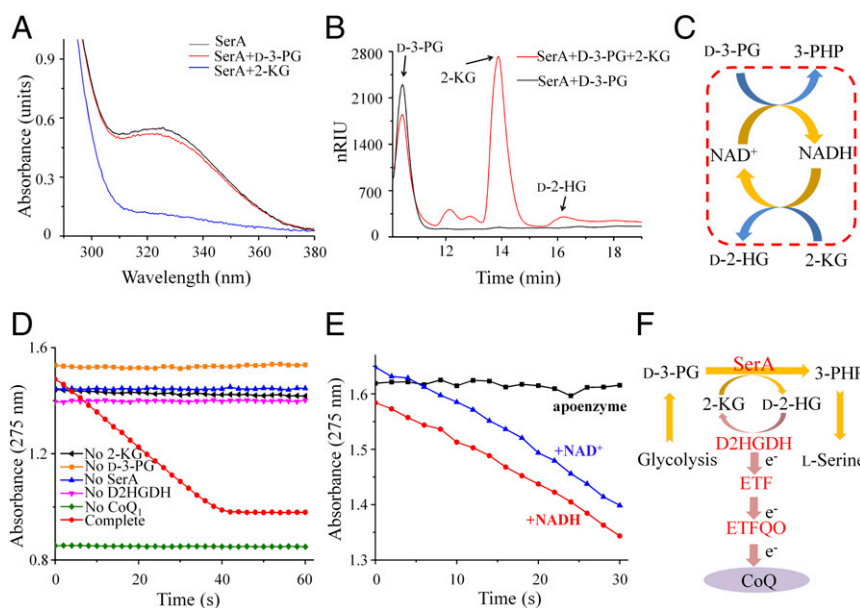 A
SerA
SerA+D-3-PG
SerA+2-KG
0.9
0.6
0.3
0
Absorbance (units)
300
320
340
360
380
Wavelength (nm)
B
D-3-PG
2-KG
SerA+D-3-PG+2-KG
SerA+D-3-PG
D-2-HG
2800
2100
1400
700
0
nRIU
12
14
16
18
Time (min)
C
D-3-PG
3-PHP
NAD+
NADH
D-2-HG
2-KG
D
1.6
1.2
0.8
Absorbance (275 nm)
No 2-KG
No D-3-PG
No SerA
No D2HGDH
No CoQ1
Complete
0
20
40
60
Time (s)
E
1.6
1.5
1.4
1.3
Absorbance (275 nm)
apoenzyme
+NAD+
+NADH
0
10
20
30
Time (s)
F
SerA
D-3-PG
3-PHP
2-KG
D-2-HG
D2HGDH
Glycolysis
L-Serine
e-
ETF
e-
ETFQO
e-
CoQ